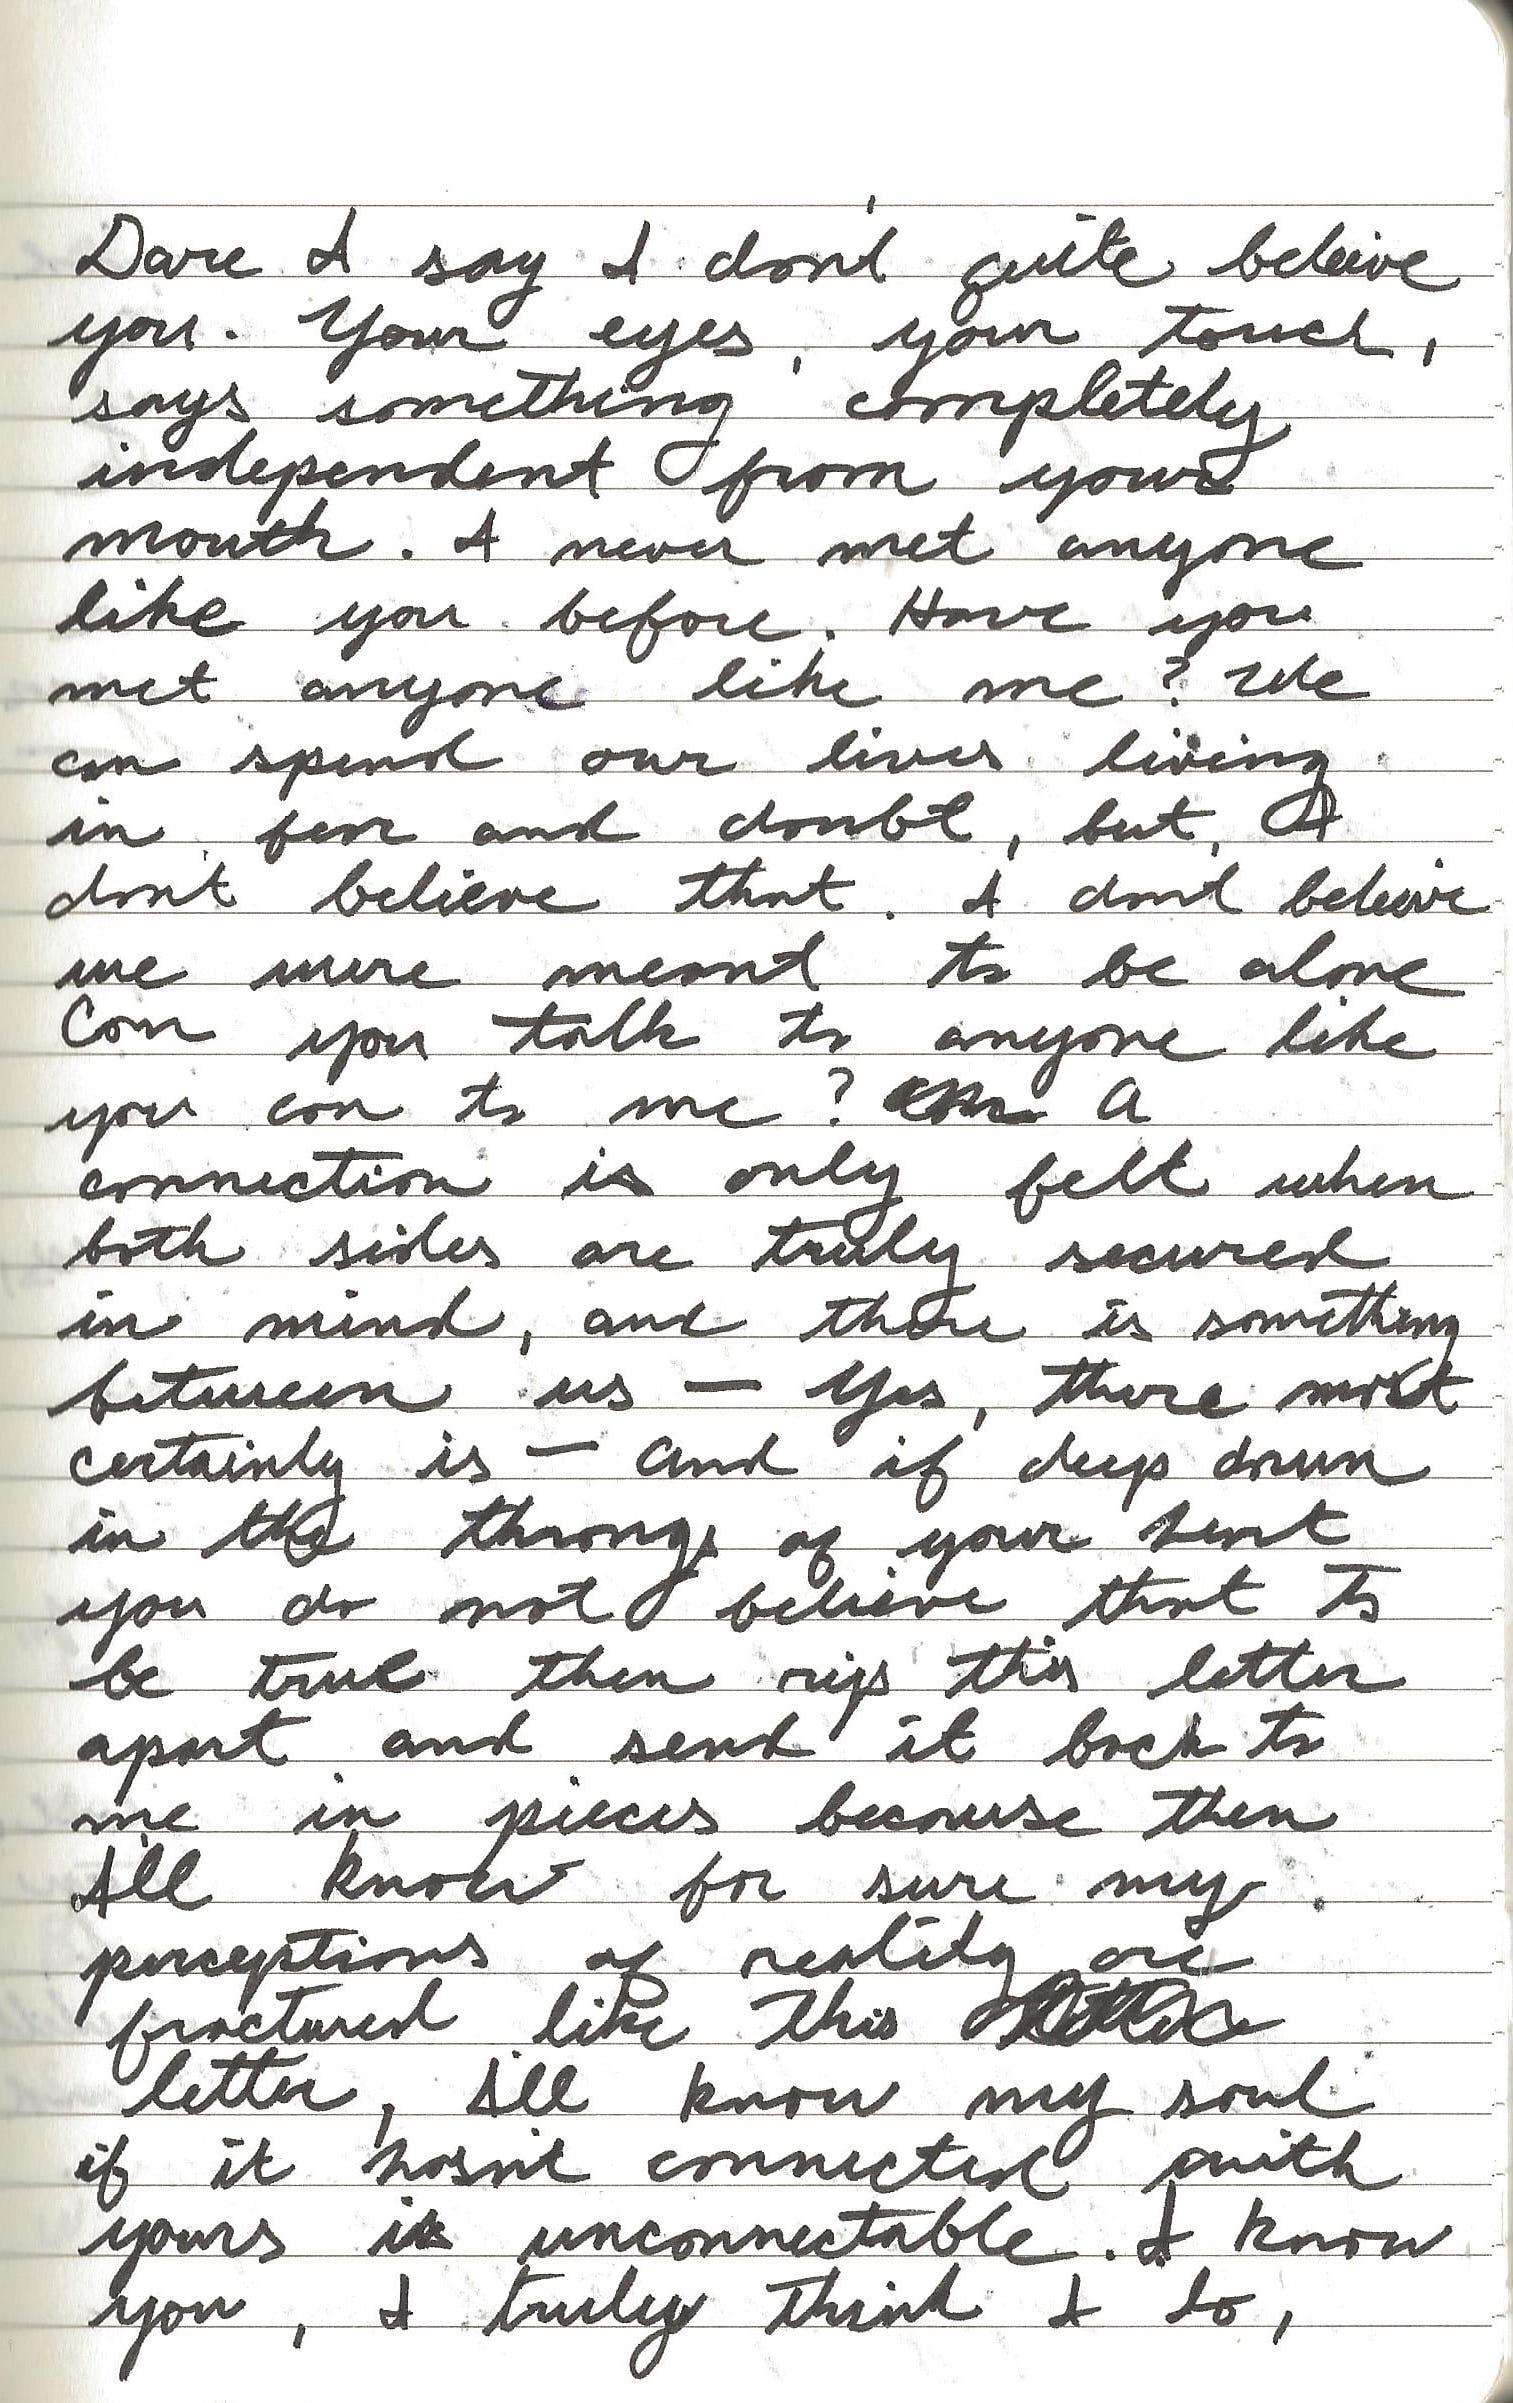 Dare I say I don't quite beleive
you. Your eyes, your touch,
says something completely
independent from your
mouth. I never met anyone
like you before. Have you
met anyone like me? We
can spend our lives living
in fear and doubt, but, I
don't believe that. I don't beleive
we were meant to be alone
Can you talk to anyone like
you can to me? A
connection is only felt when
both sides are truly secured
in mind, and there is something
between us — Yes, there most
certainly is — and if deep down
in the throngs of your heart
you do not believe that to
be true then rip this letter
apart and send it back to
me in pieces because then
I'll know for sure my
perceptions of reality are
fractured like this
letter, I'll know my soul
if it hasn't connected with
yours is unconnectable. I know
you, I truly think I do,